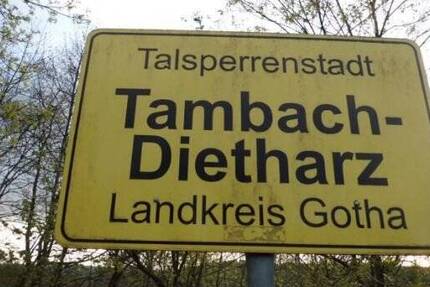 Talsperrenstadt
Tambach-
Dietharz
Landkreis Gotha